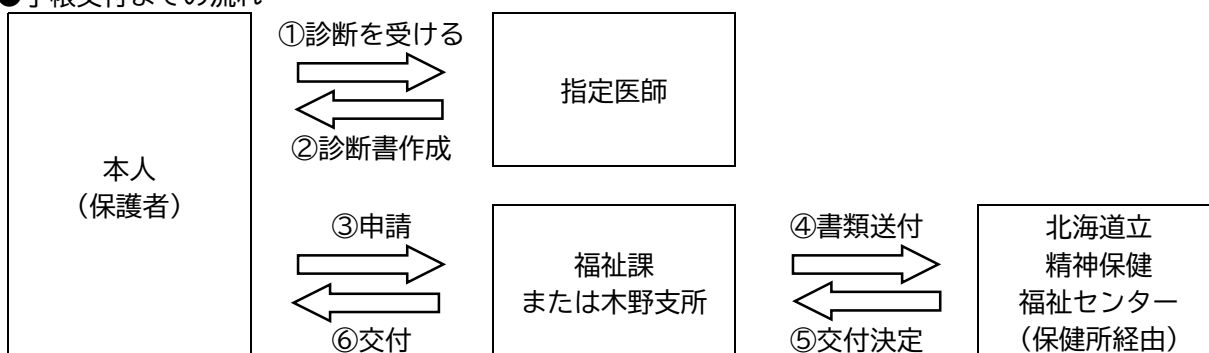 ●手帳交付までの流れ
①診断を受ける
指定医師
②診断書作成
本人
（保護者）
③申請
福祉課
または木野支所
⑥交付
④書類送付
⑤交付決定
北海道立
精神保健
福祉センター
（保健所経由）